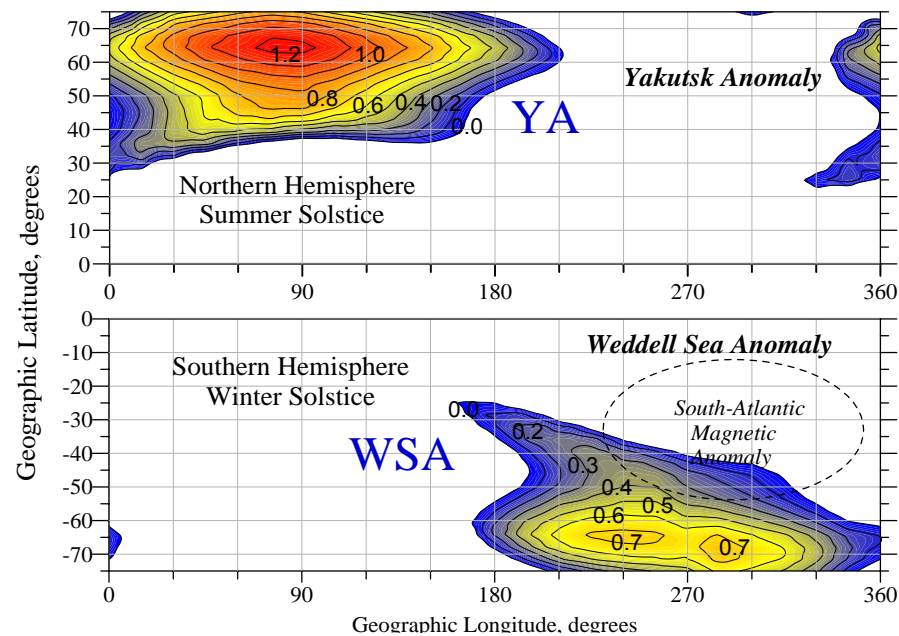 70
60
50
40
30
20
10
0
0 90 180 270 360
1.2 1.0
0.8 0.6 0.4 0.2
0.0
YA
Yakutsk Anomaly
Northern Hemisphere
Summer Solstice
Geographic Latitude, degrees
0
-10
-20
-30
-40
-50
-60
-70
Southern Hemisphere
Winter Solstice
WSA
Weddell Sea Anomaly
South-Atlantic
Magnetic
Anomaly
0.0
0.2
0.3
0.4
0.5
0.6
0.7 0.7
0 90 180 270 360
Geographic Longitude, degrees